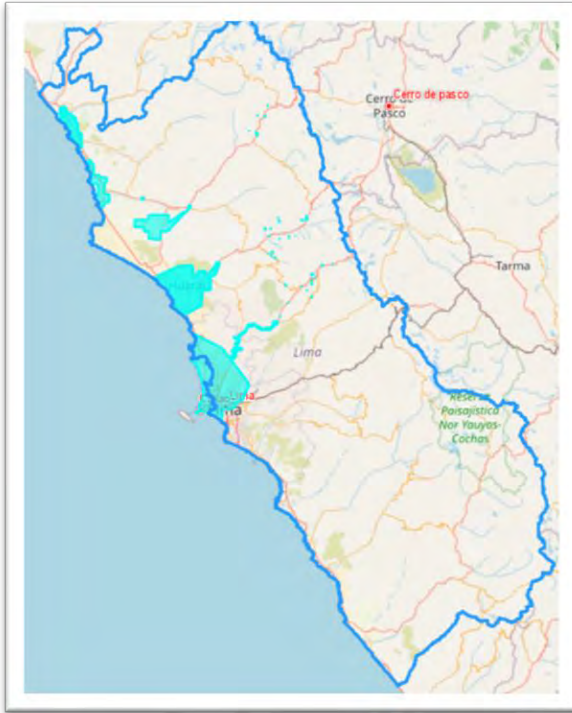 Cerro de pasco
Cerro de
Pasco
Tarma
Huaral
Lima
Lima
Reserva
Paisajística
Nor Yauyos-
Cochas